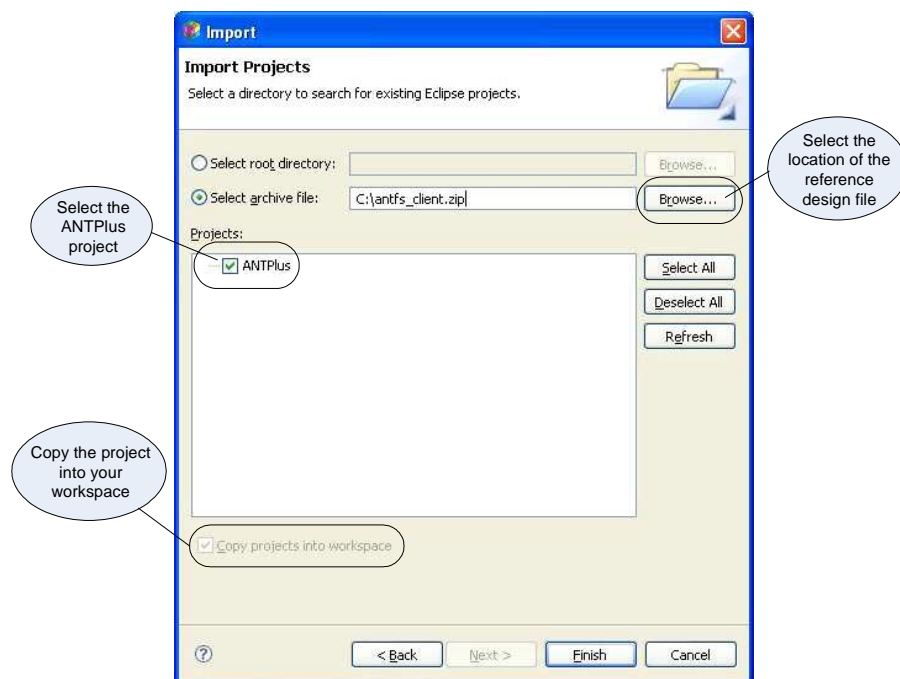 Import
Import Projects
Select a directory to search for existing Eclipse projects.
Select root directory:
Browse...
Select archive file:
C:\antfs_client.zip
Browse...
Select the
location of the
reference
design file
Select the
ANTPlus
project
Projects:
ANTPlus
Select All
Deselect All
Refresh
Copy the project
into your
workspace
Copy projects into workspace
?
< Back
Next >
Finish
Cancel